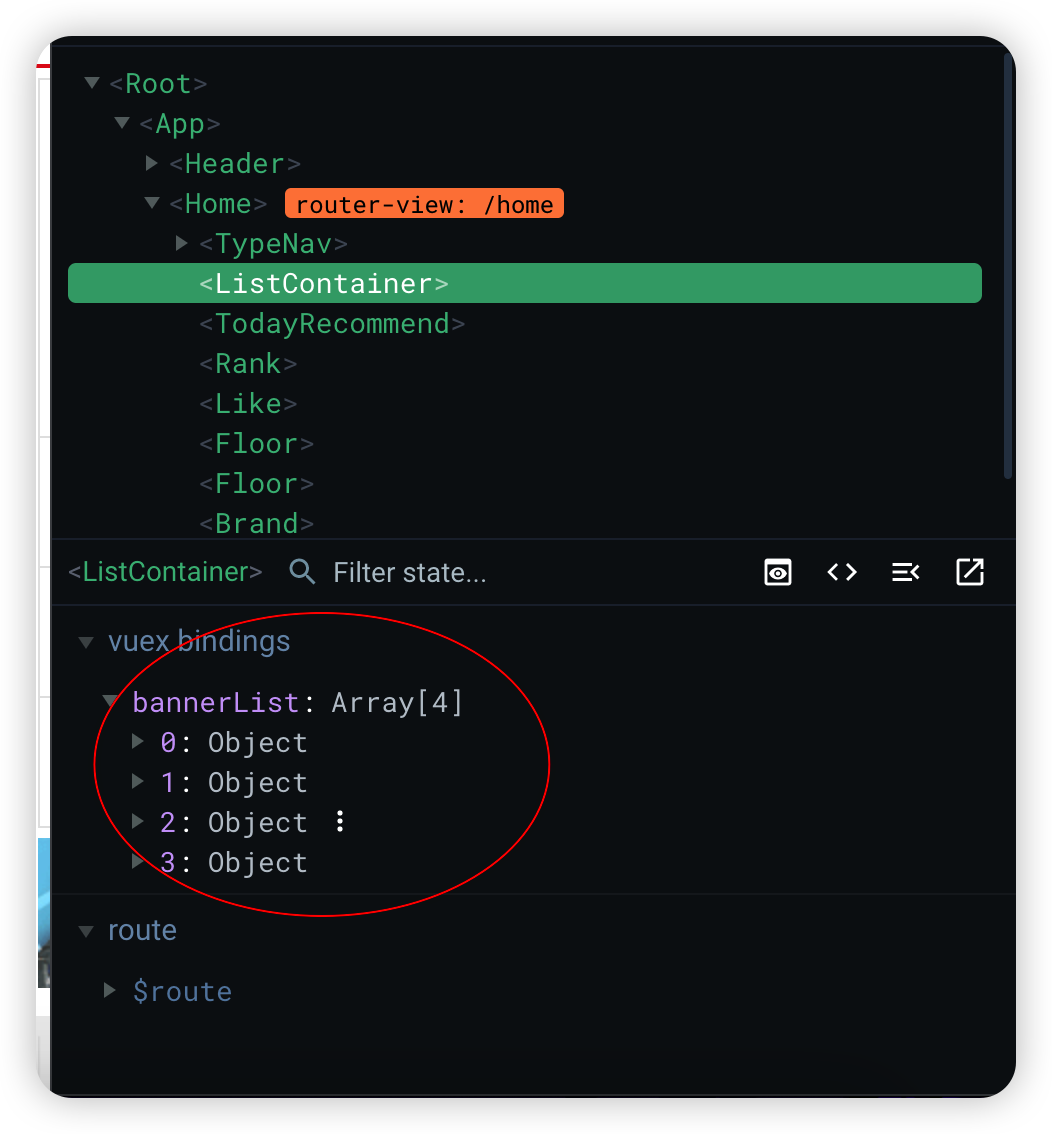 <Root>
<App>
<Header>
<Home> router-view: /home
<TypeNav>
<ListContainer>
<TodayRecommend>
<Rank>
<Like>
<Floor>
<Floor>
<Brand>
<ListContainer> Filter state...
vuex bindings
bannerList: Array[4]
0: Object
1: Object
2: Object
3: Object
route
$route